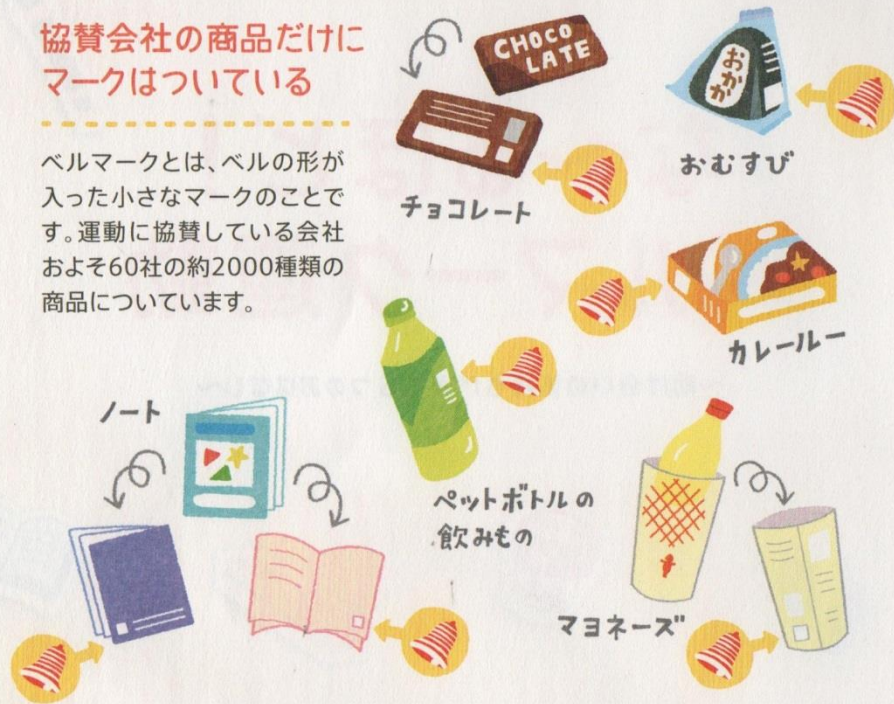 協賛会社の商品だけに
マークはついている
ベルマークとは、ベルの形が
入った小さなマークのことで
す。運動に協賛している会社
およそ60社の約2000種類の
商品についています。
CHOCO
LATE
チョコレート
おかか
おむすび
カレールー
ノート
ペットボトルの
飲みもの
マヨネーズ